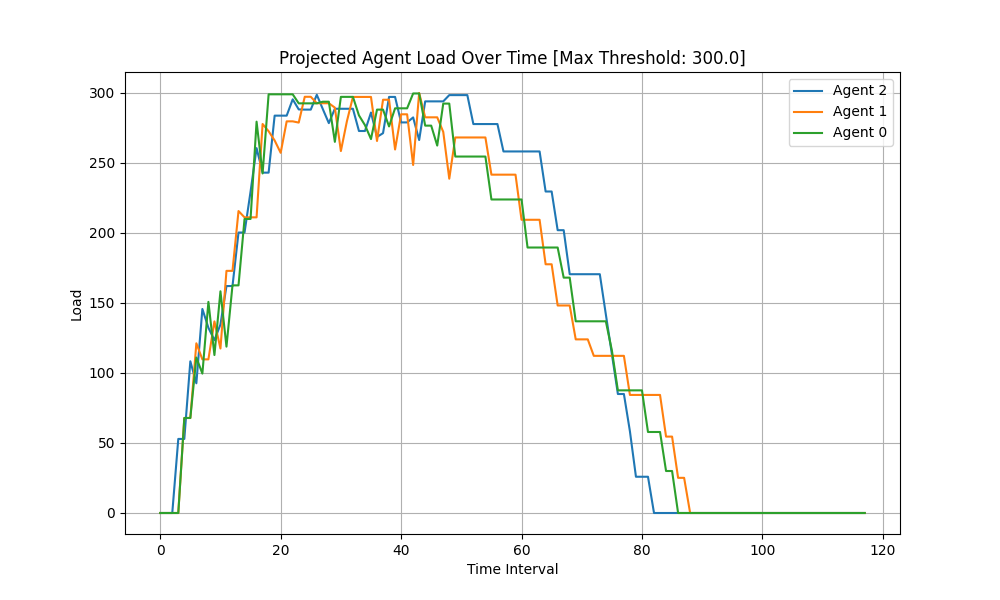 Projected Agent Load Over Time [Max Threshold: 300.0]
Agent 2
Agent 1
Agent 0
Load
300
250
200
150
100
50
0
0 20 40 60 80 100 120
Time Interval